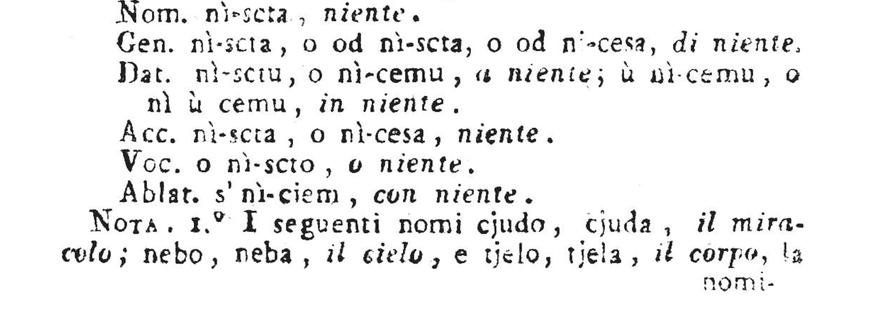 Nom. nì-scta, niente.
Gen. nì-scta, o od nì-scta, o od nì-cesa, di niente.
Dat. nì-sctu, o nì-cemu, a niente; ù nì-cemu, o
nì ù cemu, in niente.
Acc. nì-scta, o nì-cesa, niente.
Voc. o nì-scto, o niente.
Ablat. s' nì-ciem, con niente.
NOTA. 1.º I seguenti nomi cjudo, cjuda, il mira-
colo; nebo, neba, il cielo, e tjelo, tjela, il corpo, la
nomi-